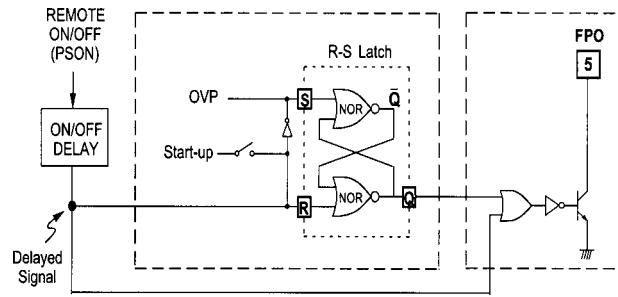 REMOTE
ON/OFF
(PSON)
FPO
R-S Latch
5
OVP
S
NOR
Q̄
ON/OFF
DELAY
Start-up
R
NOR
Q
Delayed
Signal